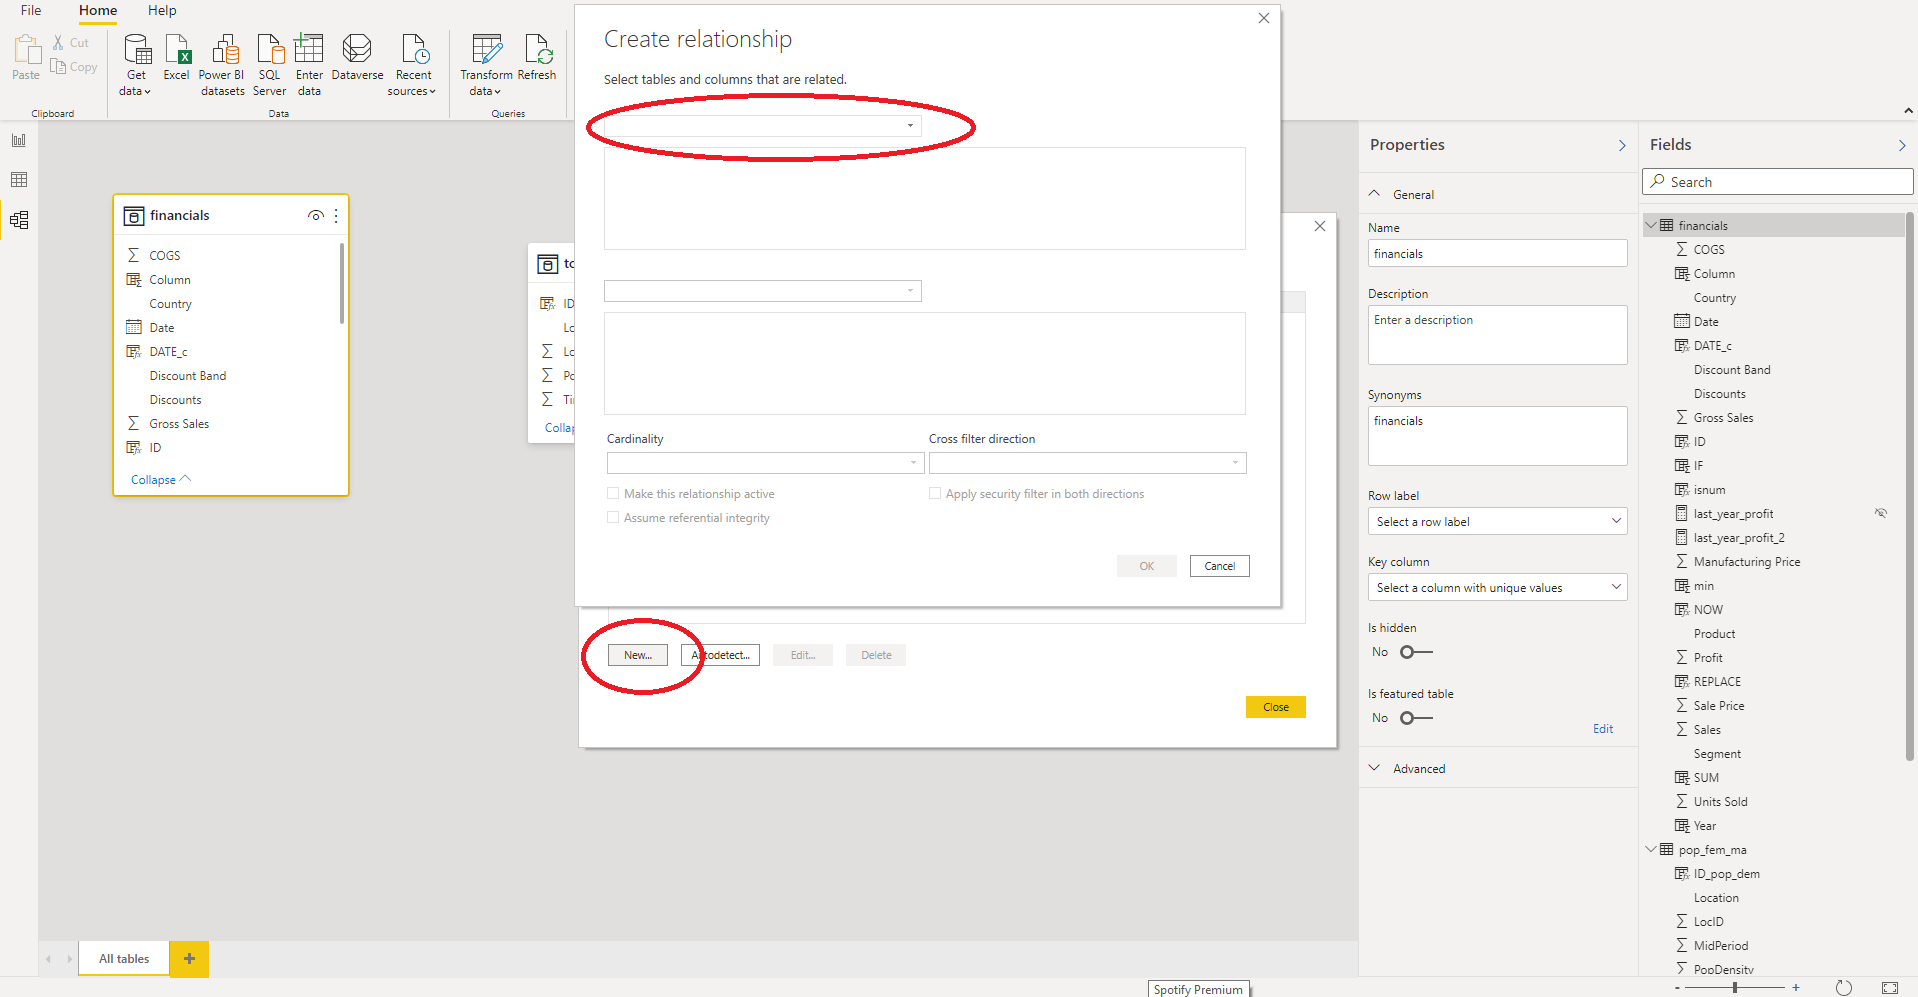 File Home Help
Paste
Cut
Copy
Clipboard
Get data
Excel
Power BI datasets
SQL Server
Enter data
Dataverse
Recent sources
Data
Transform data
Refresh
Queries
Create relationship
Select tables and columns that are related.
Cardinality
Cross filter direction
Make this relationship active
Apply security filter in both directions
Assume referential integrity
OK
Cancel
New...
Autodetect...
Edit...
Delete
Close
financials
COGS
Column
Country
Date
DATE_c
Discount Band
Discounts
Gross Sales
ID
Collapse
to
ID
Lo
Lo
Po
Ti
Collap
Properties
General
Name
financials
Description
Enter a description
Synonyms
financials
Row label
Select a row label
Key column
Select a column with unique values
Is hidden
No
Is featured table
No
Edit
Advanced
Fields
Search
financials
COGS
Column
Country
Date
DATE_c
Discount Band
Discounts
Gross Sales
ID
IF
isnum
last_year_profit
last_year_profit_2
Manufacturing Price
min
NOW
Product
Profit
REPLACE
Sale Price
Sales
Segment
SUM
Units Sold
Year
pop_fem_ma
ID_pop_dem
Location
LocID
MidPeriod
PopDensity
All tables
+
Spotify Premium
- +